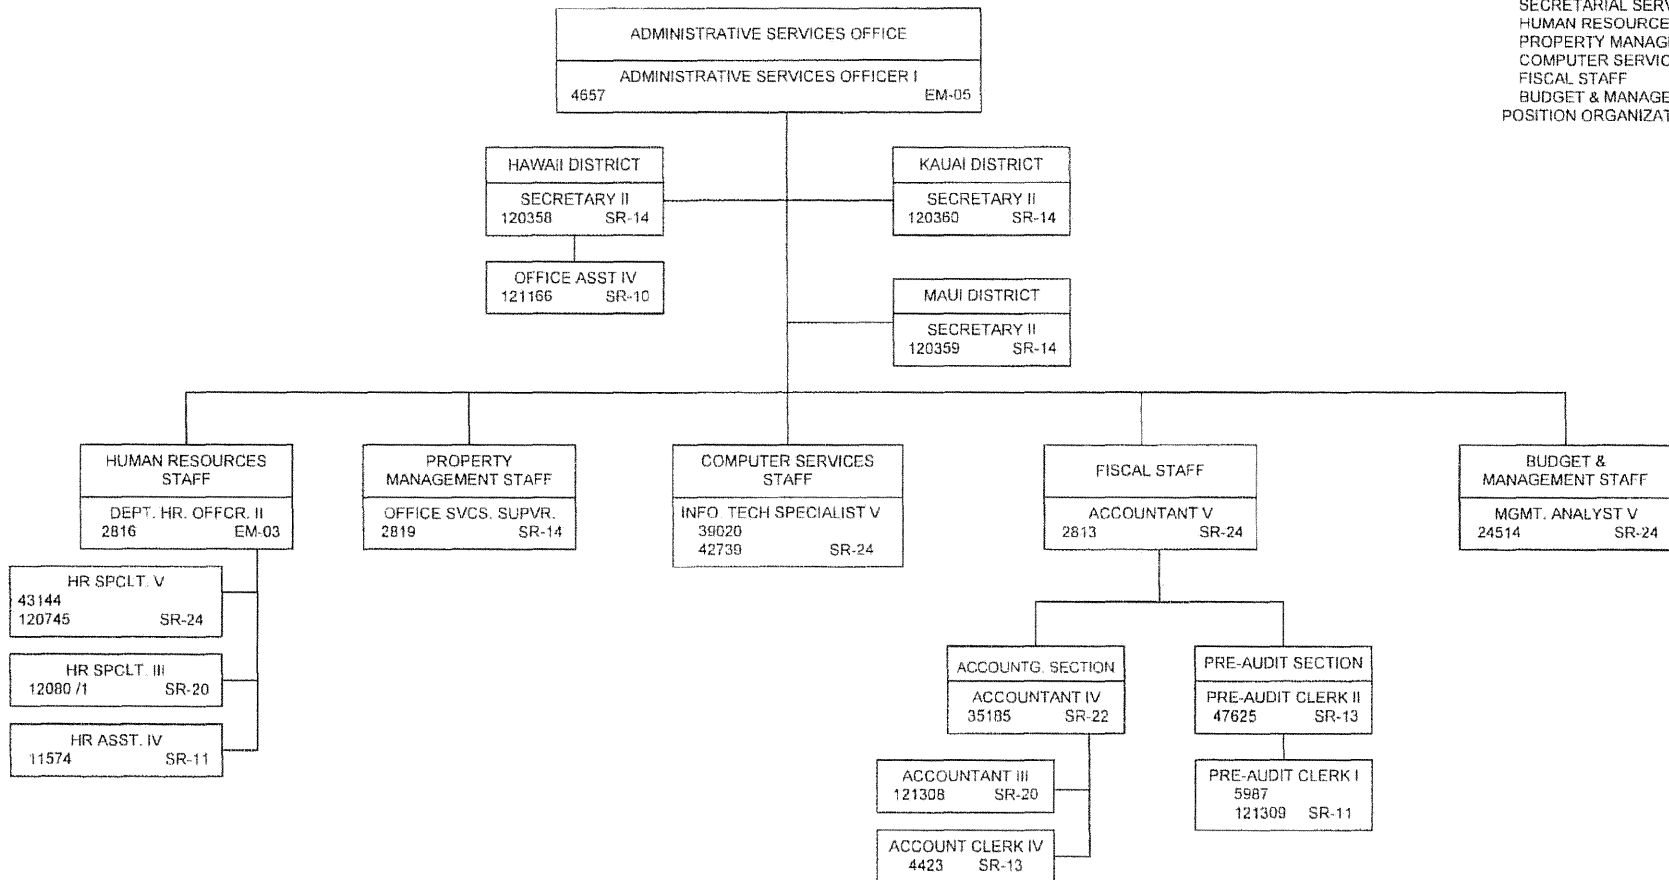 SECRETARIAL
HUMAN RESOURCE
PROPERTY
COMPUTER
FISCAL STAFF
BUDGET &
POSITION
ADMINISTRATIVE SERVICES OFFICE
ADMINISTRATIVE SERVICES OFFICER I
4657 EM-05
HAWAII DISTRICT
SECRETARY II
120358 SR-14
OFFICE ASST IV
121166 SR-10
KAUAI DISTRICT
SECRETARY II
120360 SR-14
MAUI DISTRICT
SECRETARY II
120359 SR-14
HUMAN RESOURCES
STAFF
DEPT. HR. OFFCR. II
2816 EM-03
HR SPCLT. V
43144
120745 SR-24
HR SPCLT. III
12080 /1 SR-20
HR ASST. IV
11574 SR-11
PROPERTY
MANAGEMENT STAFF
OFFICE SVCS. SUPVR.
2819 SR-14
COMPUTER SERVICES
STAFF
INFO. TECH SPECIALIST V
39020
42739 SR-24
FISCAL STAFF
ACCOUNTANT V
2813 SR-24
ACCOUNTG. SECTION
ACCOUNTANT IV
35185 SR-22
ACCOUNTANT III
121308 SR-20
ACCOUNT CLERK IV
4423 SR-13
PRE-AUDIT SECTION
PRE-AUDIT CLERK II
47625 SR-13
PRE-AUDIT CLERK I
5987
121309 SR-11
BUDGET &
MANAGEMENT STAFF
MGMT. ANALYST V
24514 SR-24